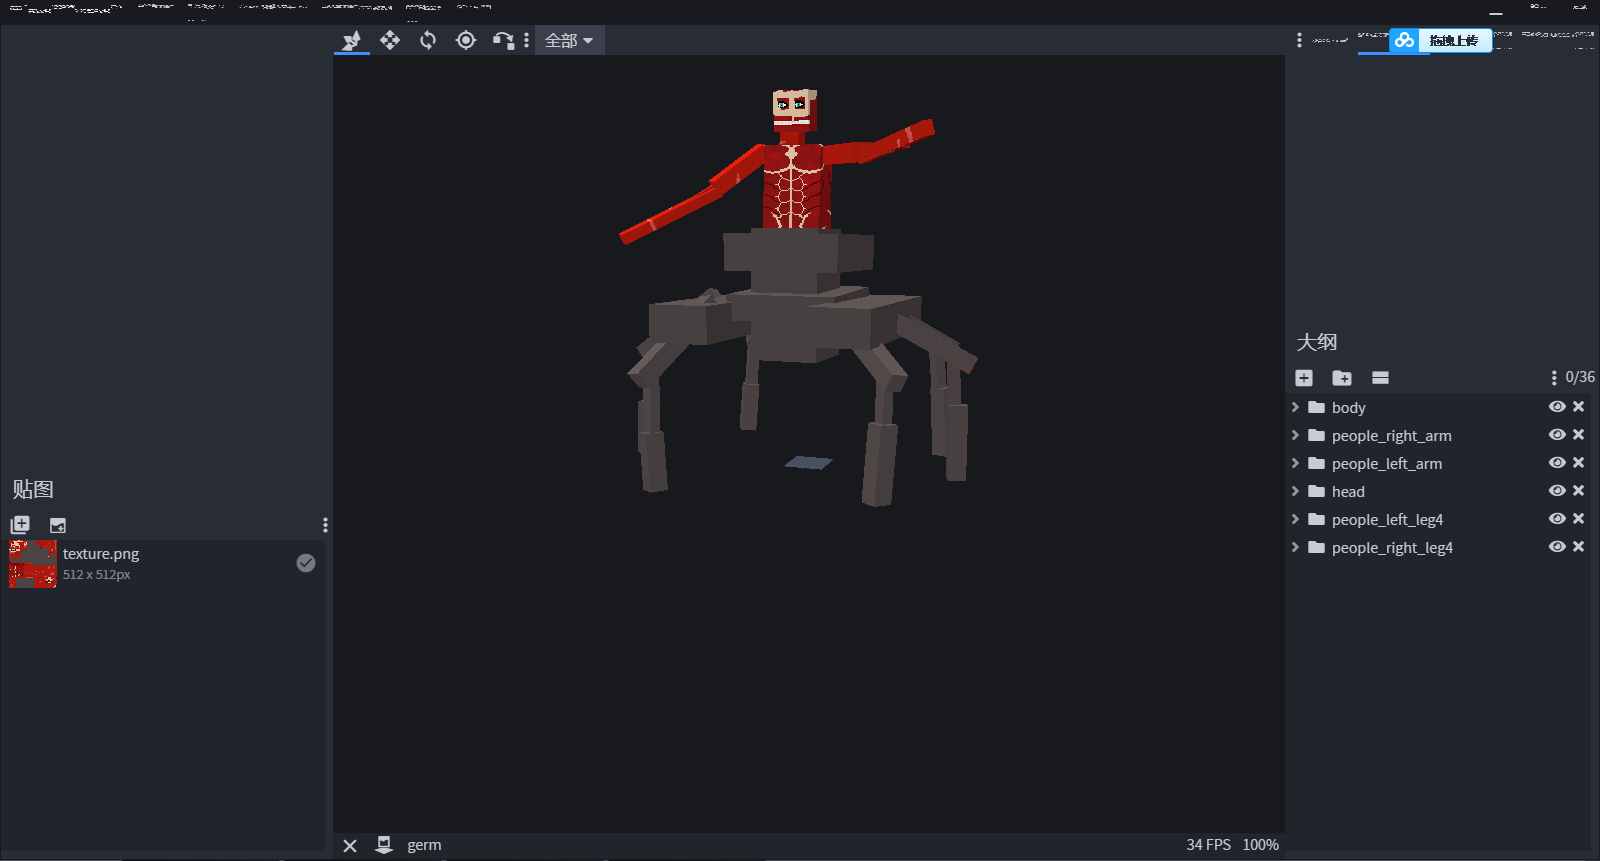 全部
拖拽上传
大纲
0/36
body
people_right_arm
people_left_arm
head
people_left_leg4
people_right_leg4
贴图
texture.png
512 x 512px
germ
34 FPS 100%